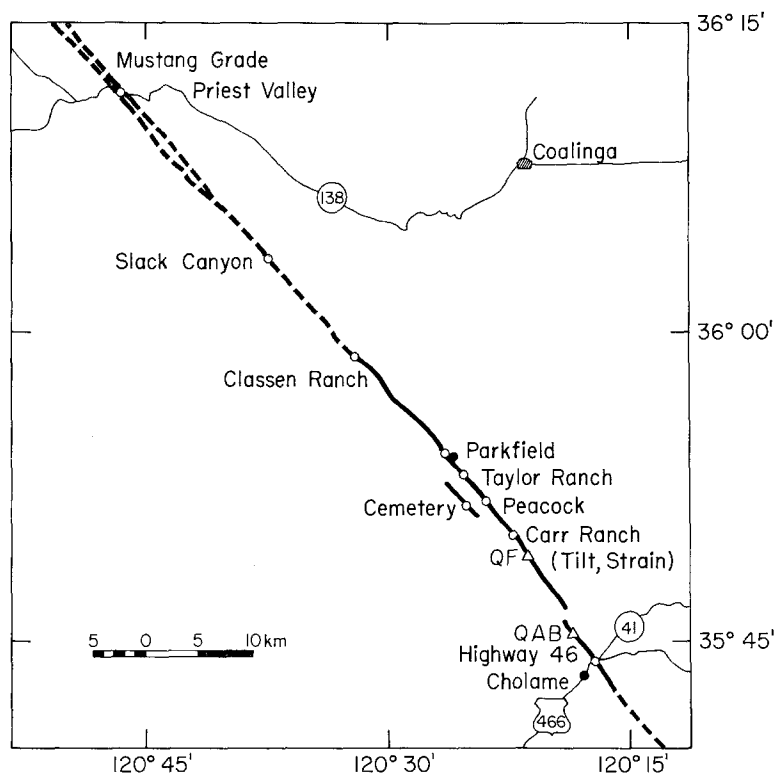 36° 15'
Mustang Grade
Priest Valley
Coalinga
138
Slack Canyon
36° 00'
Classen Ranch
Parkfield
Taylor Ranch
Cemetery
Peacock
Carr Ranch
QF (Tilt, Strain)
QAB
41
35° 45'
Highway 46
5 0 5 10 km
Cholame
466
120° 45' 120° 30' 120° 15'